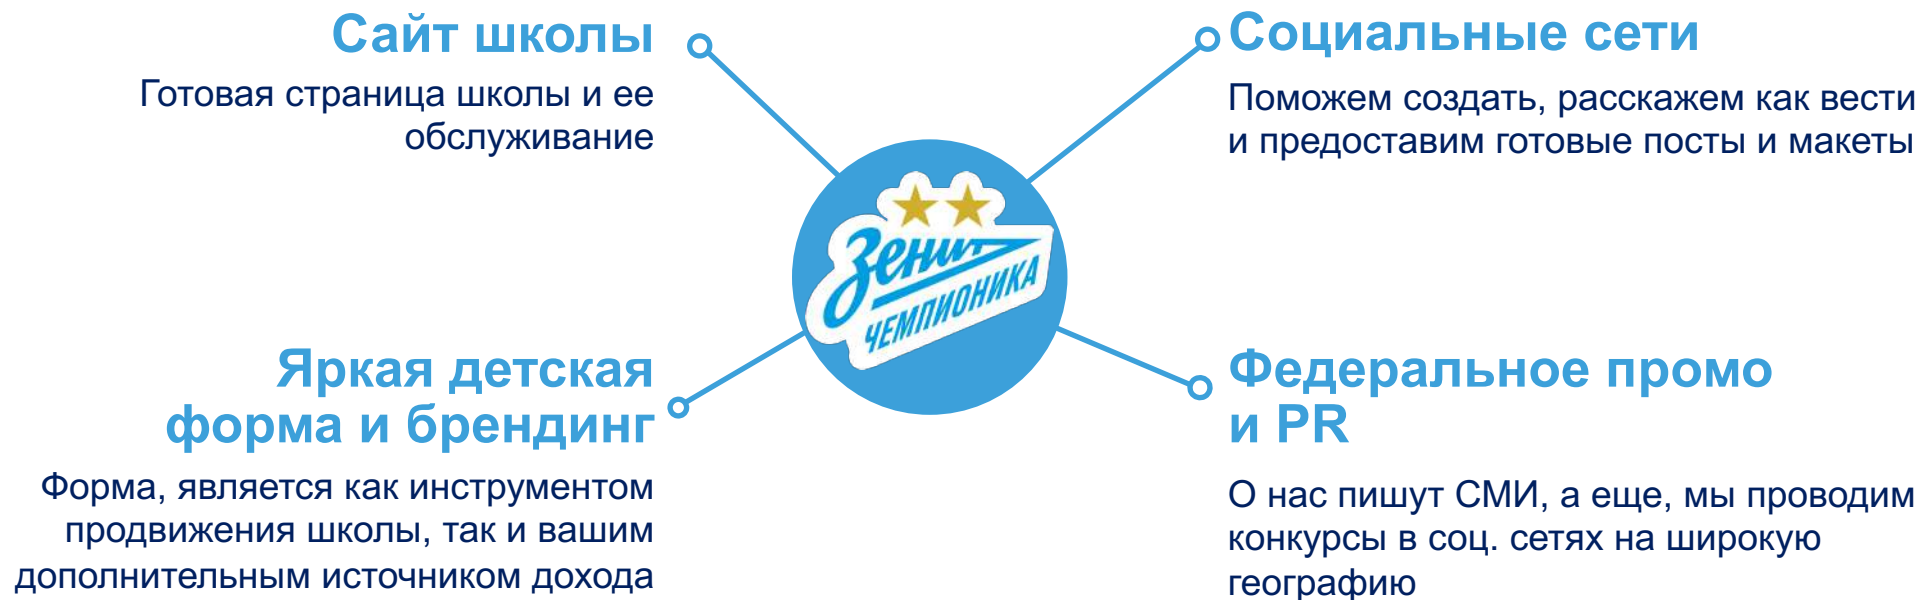 Сайт школы
Готовая страница школы и ее
обслуживание
Социальные сети
Поможем создать, расскажем как вести
и предоставим готовые посты и макеты
Зенит
ЧЕМПИОНИКА
Яркая детская
форма и брендинг
Форма, является как инструментом
продвижения школы, так и вашим
дополнительным источником дохода
Федеральное промо
и PR
О нас пишут СМИ, а еще, мы проводим
конкурсы в соц. сетях на широкую
географию